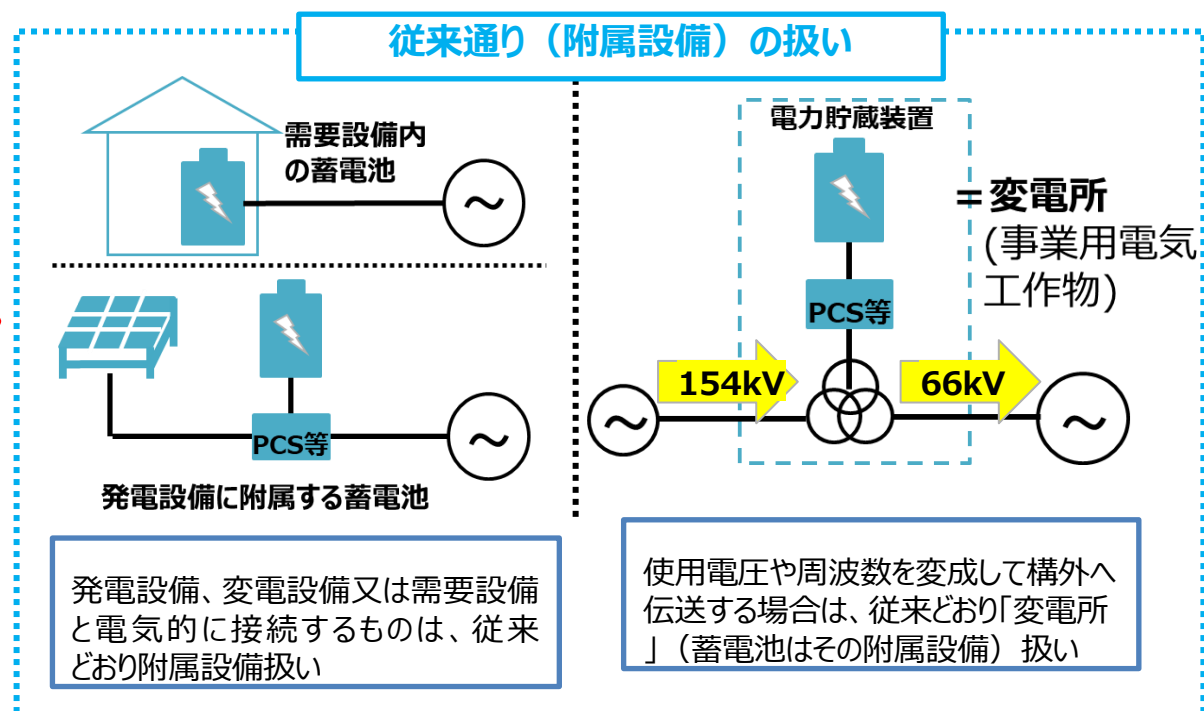 従来通り（附属設備）の扱い
需要設備内
の蓄電池
～
PCS等
～
発電設備に附属する蓄電池
発電設備、変電設備又は需要設備
と電気的に接続するものは、従来
どおり附属設備扱い
電力貯蔵装置
＝変電所
(事業用電気
工作物)
PCS等
154kV
66kV
～
～
使用電圧や周波数を変成して構外へ
伝送する場合は、従来どおり「変電所
」（蓄電池はその附属設備）扱い